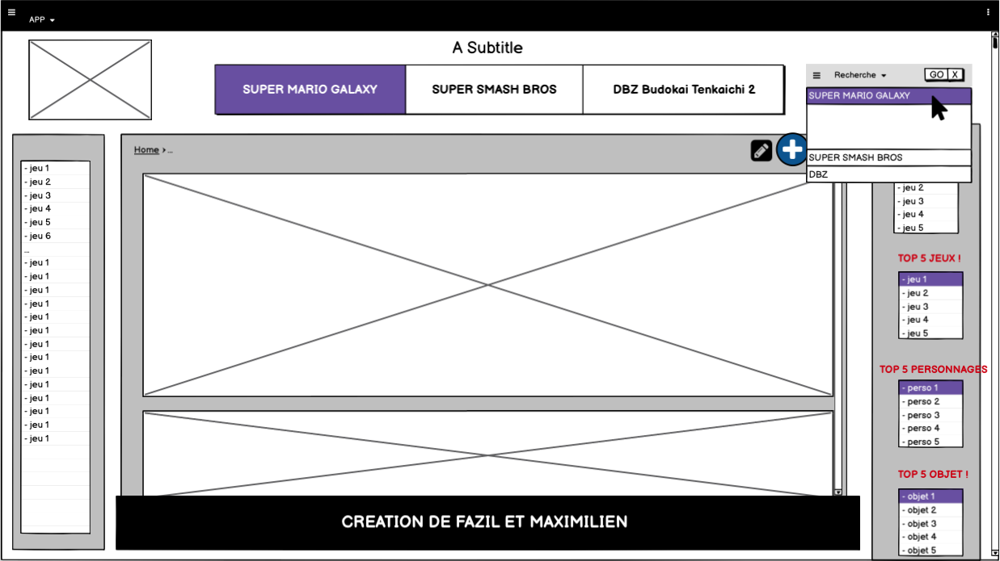 APP
A Subtitle
SUPER MARIO GALAXY
SUPER SMASH BROS
DBZ Budokai Tenkaichi 2
Recherche
GO
X
SUPER MARIO GALAXY
SUPER SMASH BROS
DBZ
Home > ...
- jeu 1
- jeu 2
- jeu 3
- jeu 4
- jeu 5
- jeu 6
...
- jeu 1
- jeu 1
- jeu 1
- jeu 1
- jeu 1
- jeu 1
- jeu 1
- jeu 1
- jeu 1
- jeu 1
- jeu 1
- jeu 1
- jeu 1
- jeu 1
- jeu 2
- jeu 3
- jeu 4
- jeu 5
TOP 5 JEUX !
- jeu 1
- jeu 2
- jeu 3
- jeu 4
- jeu 5
TOP 5 PERSONNAGES
- perso 1
- perso 2
- perso 3
- perso 4
- perso 5
TOP 5 OBJET !
- objet 1
- objet 2
- objet 3
- objet 4
- objet 5
CREATION DE FAZIL ET MAXIMILIEN